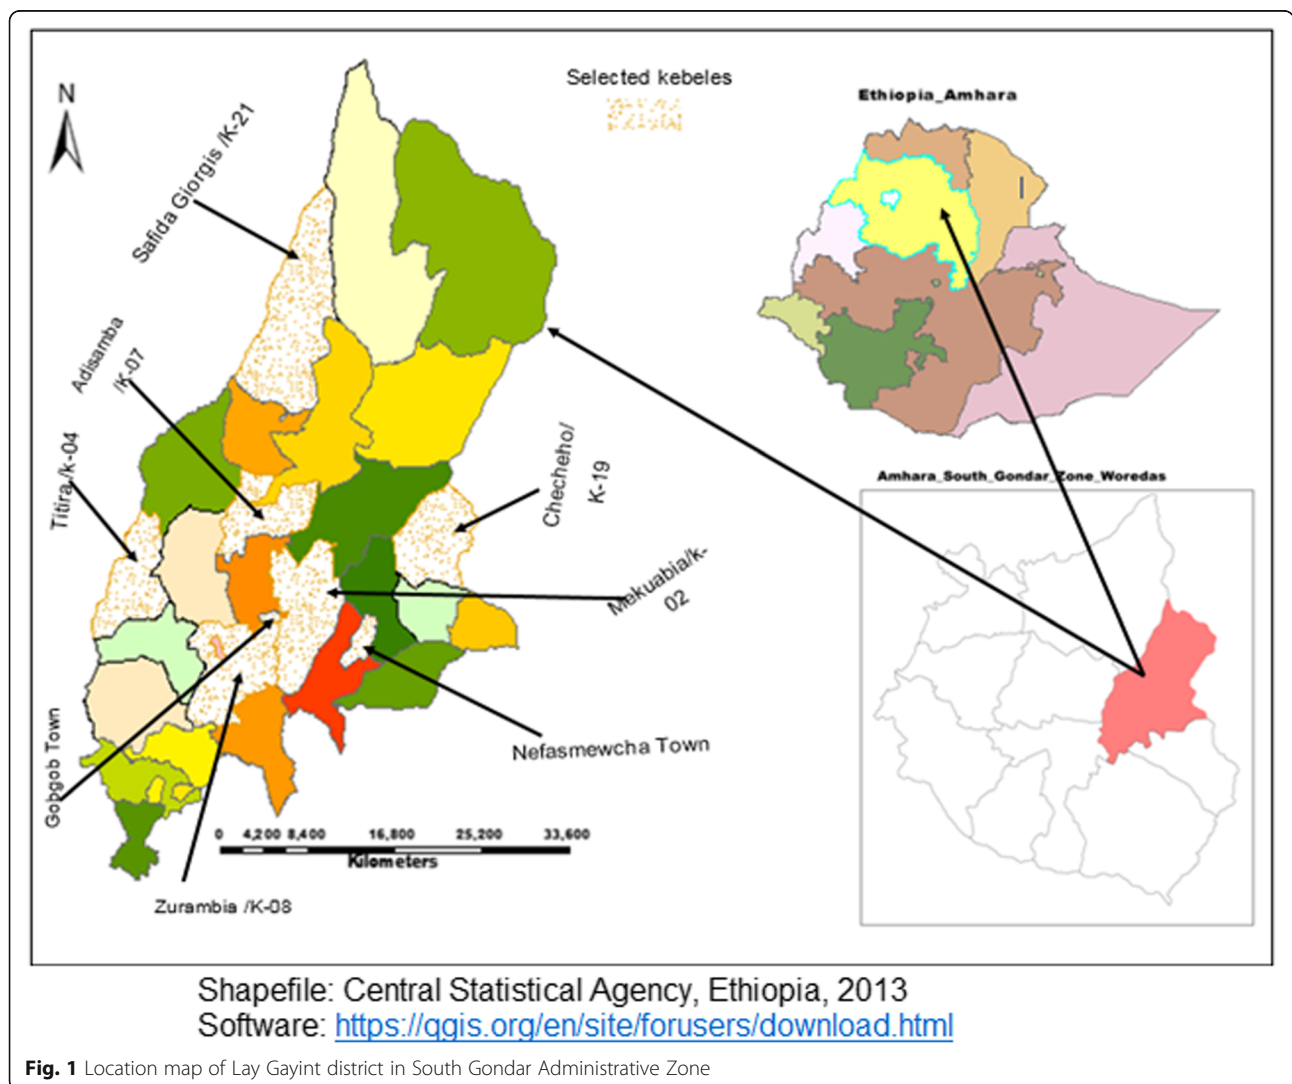 N
Selected kebeles
Ethiopia_Amhara
Safida Giorgis /K-21
Adisamba
/K-07
Titira /k-04
Checheho/
K-19
Amhara_South_Gondar_Zone_Woredas
Mekuabia/k-
02
Gobgob Town
Nefasmewcha Town
0 4,200 8,400 16,800 25,200 33,600
Kilometers
Zurambia /K-08
Shapefile: Central Statistical Agency, Ethiopia, 2013
Software: https://qgis.org/en/site/forusers/download.html
Fig. 1 Location map of Lay Gayint district in South Gondar Administrative Zone